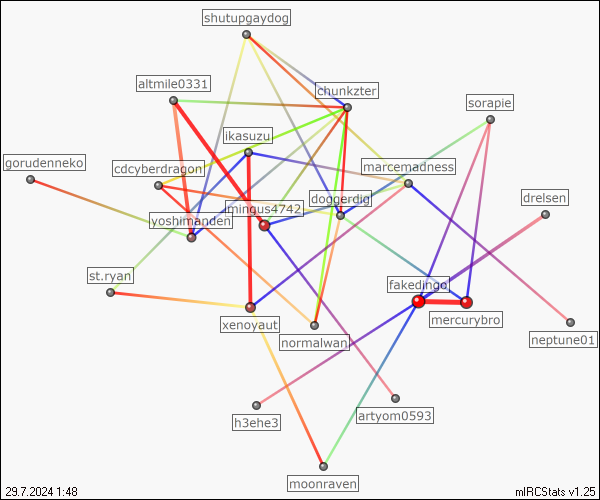 shutupgaydog
altmile0331
chunkzter
sorapie
ikasuzu
gorudenneko
cdcyberdragon
marcemadness
drelsen
doggerdig
mingus4742
yoshimanden
st.ryan
fakedingo
mercurybro
xenoyaut
normalwan
neptune01
h3ehe3
artyom0593
moonraven
29.7.2024 1:48
mIRCStats v1.25